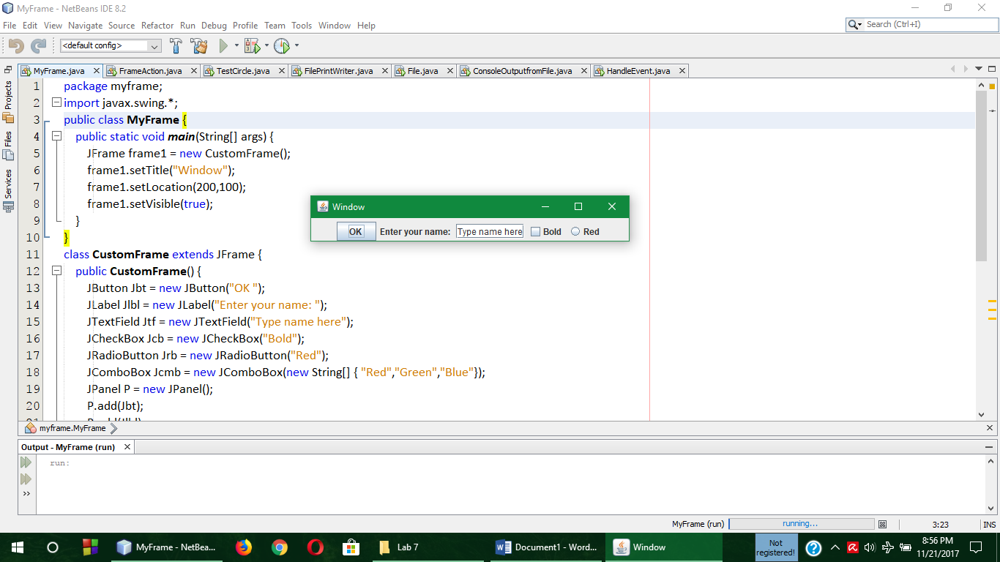 MyFrame - NetBeans IDE 8.2
File Edit View Navigate Source Refactor Run Debug Profile Team Tools Window Help
Search (Ctrl+I)
<default config>
MyFrame.java FrameAction.java TestCircle.java FilePrintWriter.java File.java ConsoleOutputfromFile.java HandleEvent.java
Projects
Files
Services
1 package myframe;
2 import javax.swing.*;
3 public class MyFrame {
4 public static void main(String[] args) {
5 JFrame frame1 = new CustomFrame();
6 frame1.setTitle("Window");
7 frame1.setLocation(200,100);
8 frame1.setVisible(true);
9 }
10 }
11 class CustomFrame extends JFrame {
12 public CustomFrame() {
13 JButton Jbt = new JButton("OK ");
14 JLabel Jlbl = new JLabel("Enter your name: ");
15 JTextField Jtf = new JTextField("Type name here");
16 JCheckBox Jcb = new JCheckBox("Bold");
17 JRadioButton Jrb = new JRadioButton("Red");
18 JComboBox Jcmb = new JComboBox(new String[] { "Red","Green","Blue"});
19 JPanel P = new JPanel();
20 P.add(Jbt);
Window
OK Enter your name: Type name here Bold Red
myframe.MyFrame
Output - MyFrame (run)
run:
MyFrame (run) running... 3:23 INS
MyFrame - NetBea...
Lab 7
Document1 - Word...
Window
Not registered!
8:56 PM
11/21/2017